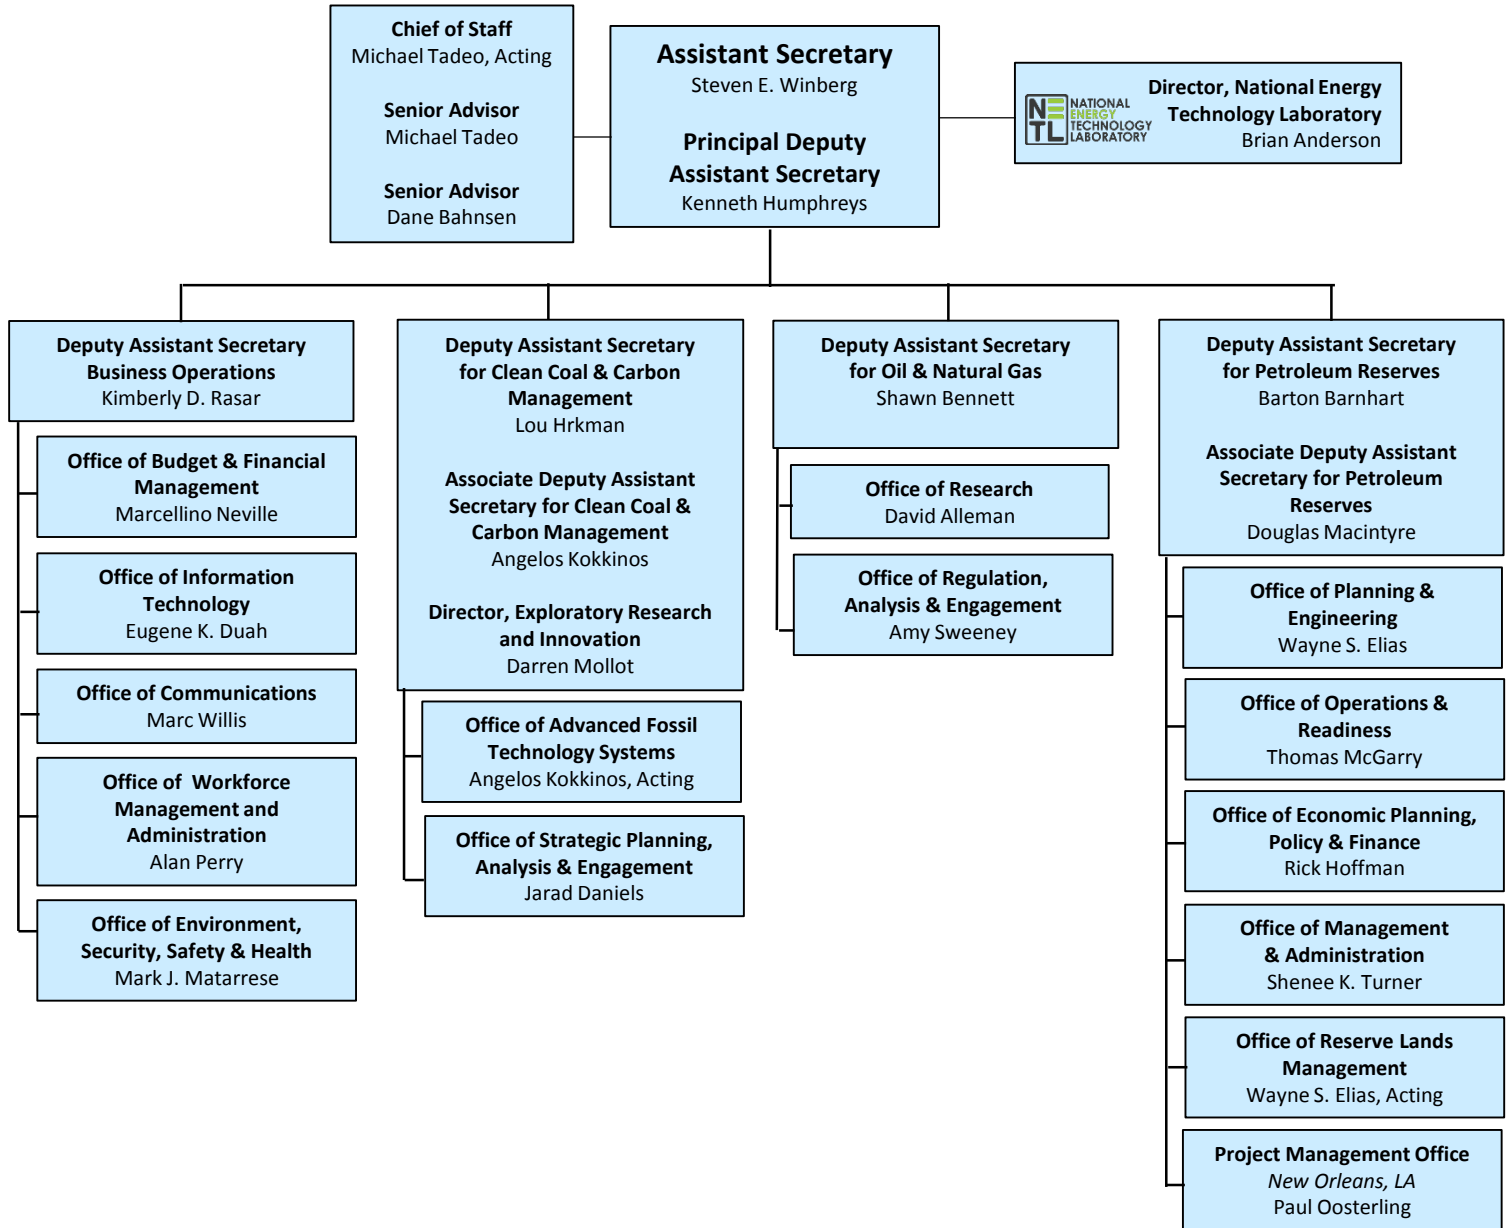 Chief of Staff
Michael Tadeo, Acting
Senior Advisor
Michael Tadeo
Senior Advisor
Dane Bahnsen
Assistant Secretary
Steven E. Winberg
Principal Deputy
Assistant Secretary
Kenneth Humphreys
NE
TL
NATIONAL
ENERGY
TECHNOLOGY
LABORATORY
Director, National Energy
Technology Laboratory
Brian Anderson
Deputy Assistant Secretary
Business Operations
Kimberly D. Rasar
Office of Budget & Financial
Management
Marcellino Neville
Office of Information
Technology
Eugene K. Duah
Office of Communications
Marc Willis
Office of Workforce
Management and
Administration
Alan Perry
Office of Environment,
Security, Safety & Health
Mark J. Matarrese
Deputy Assistant Secretary
for Clean Coal & Carbon
Management
Lou Hrkman
Associate Deputy Assistant
Secretary for Clean Coal &
Carbon Management
Angelos Kokkinos
Director, Exploratory Research
and Innovation
Darren Mollot
Office of Advanced Fossil
Technology Systems
Angelos Kokkinos, Acting
Office of Strategic Planning,
Analysis & Engagement
Jarad Daniels
Deputy Assistant Secretary
for Oil & Natural Gas
Shawn Bennett
Office of Research
David Alleman
Office of Regulation,
Analysis & Engagement
Amy Sweeney
Deputy Assistant Secretary
for Petroleum Reserves
Barton Barnhart
Associate Deputy Assistant
Secretary for Petroleum
Reserves
Douglas Macintyre
Office of Planning &
Engineering
Wayne S. Elias
Office of Operations &
Readiness
Thomas McGarry
Office of Economic Planning,
Policy & Finance
Rick Hoffman
Office of Management
& Administration
Shenee K. Turner
Office of Reserve Lands
Management
Wayne S. Elias, Acting
Project Management Office
New Orleans, LA
Paul Oosterling